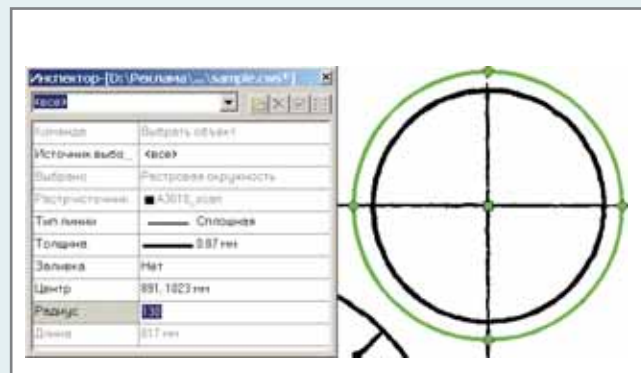 Инспектор-[D:\Реклама\_...\sample.cws*]
<все>
Команда Выбрать объект
Источник выбо... <все>
Выбрано Растровая окружность
Растр-источник _scan
Тип линии Сплошная
Толщина 0.87 мм
Заливка Нет
Центр 891, 1023 мм
Радиус 130
Длина 817 мм